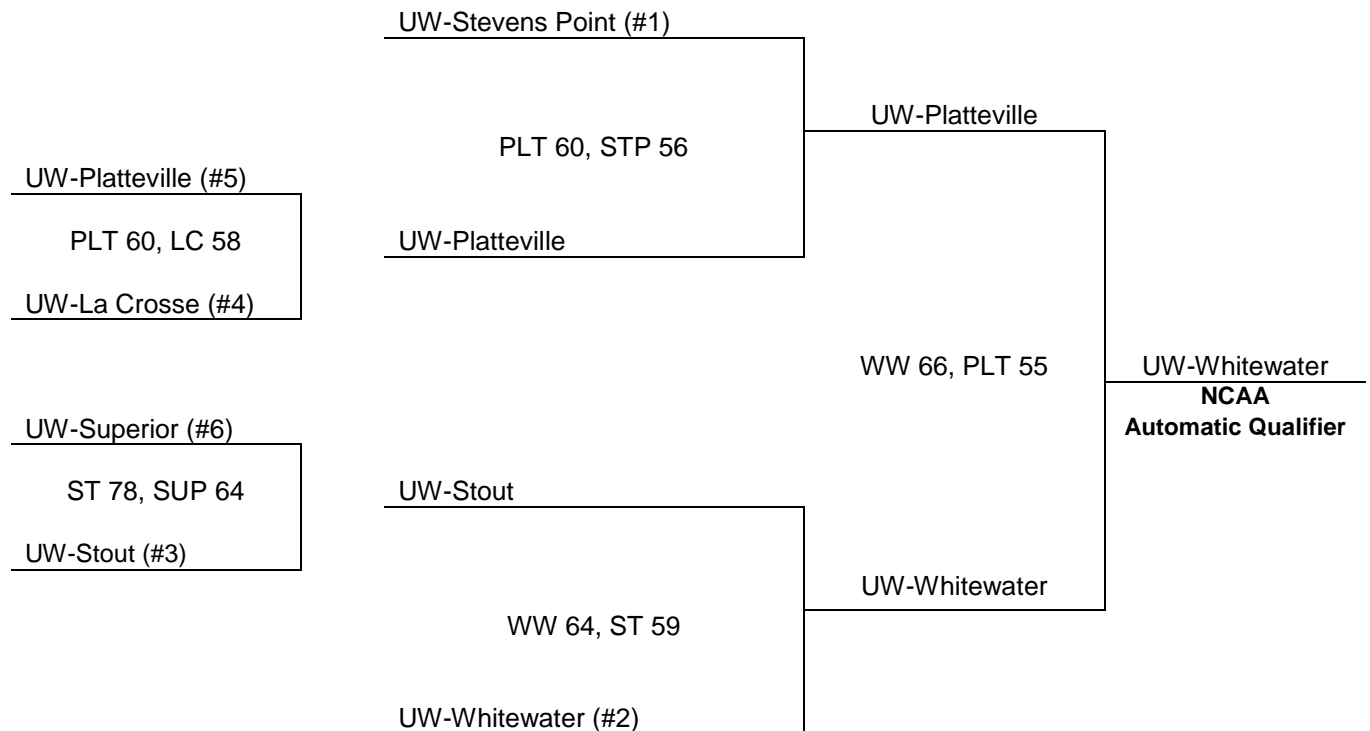 UW-Stevens Point (#1)
UW-Platteville
PLT 60, STP 56
UW-Platteville (#5)
PLT 60, LC 58
UW-Platteville
UW-La Crosse (#4)
WW 66, PLT 55
UW-Whitewater
NCAA
Automatic Qualifier
UW-Superior (#6)
ST 78, SUP 64
UW-Stout
UW-Stout (#3)
UW-Whitewater
WW 64, ST 59
UW-Whitewater (#2)